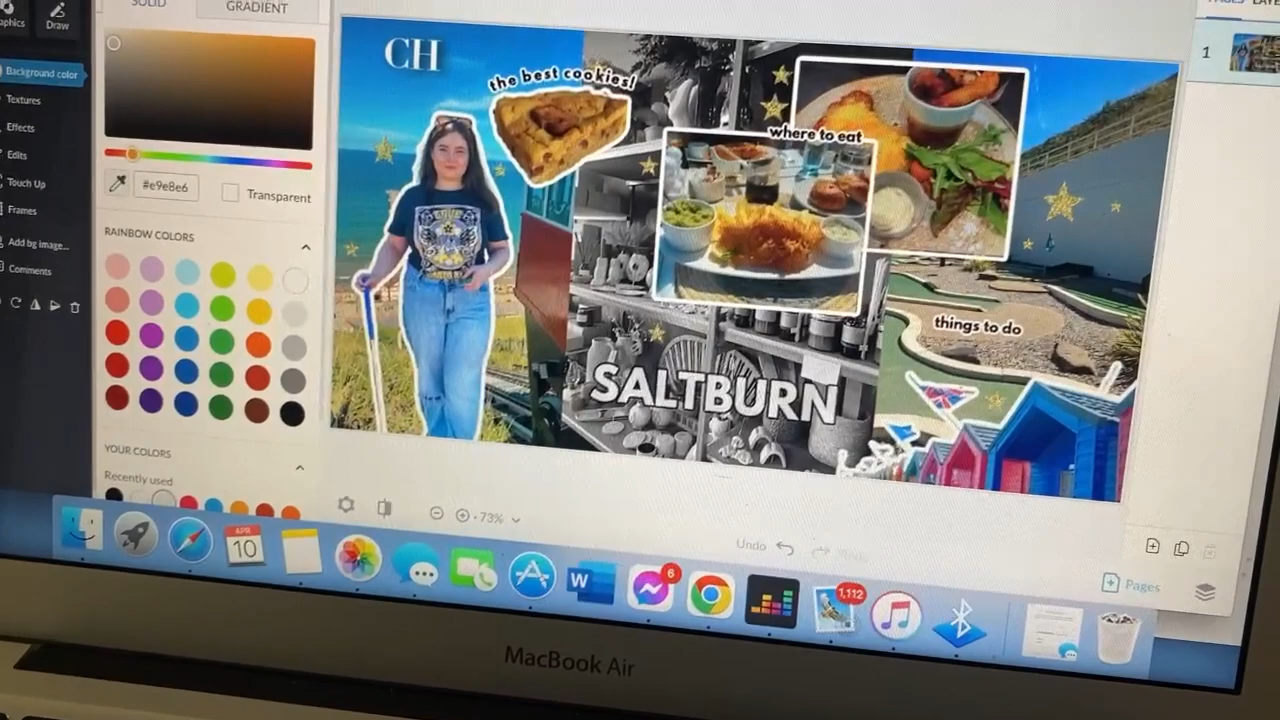 SOLID
GRADIENT
Draw
Background color
Textures
Effects
Edits
Touch Up
Frames
Add bg image...
Comments
#e9e8e6
Transparent
RAINBOW COLORS
YOUR COLORS
Recently used
CH
the best cookies!
where to eat
things to do
SALTBURN
1
73%
Undo
Pages
APR
10
W
6
1,112
MacBook Air